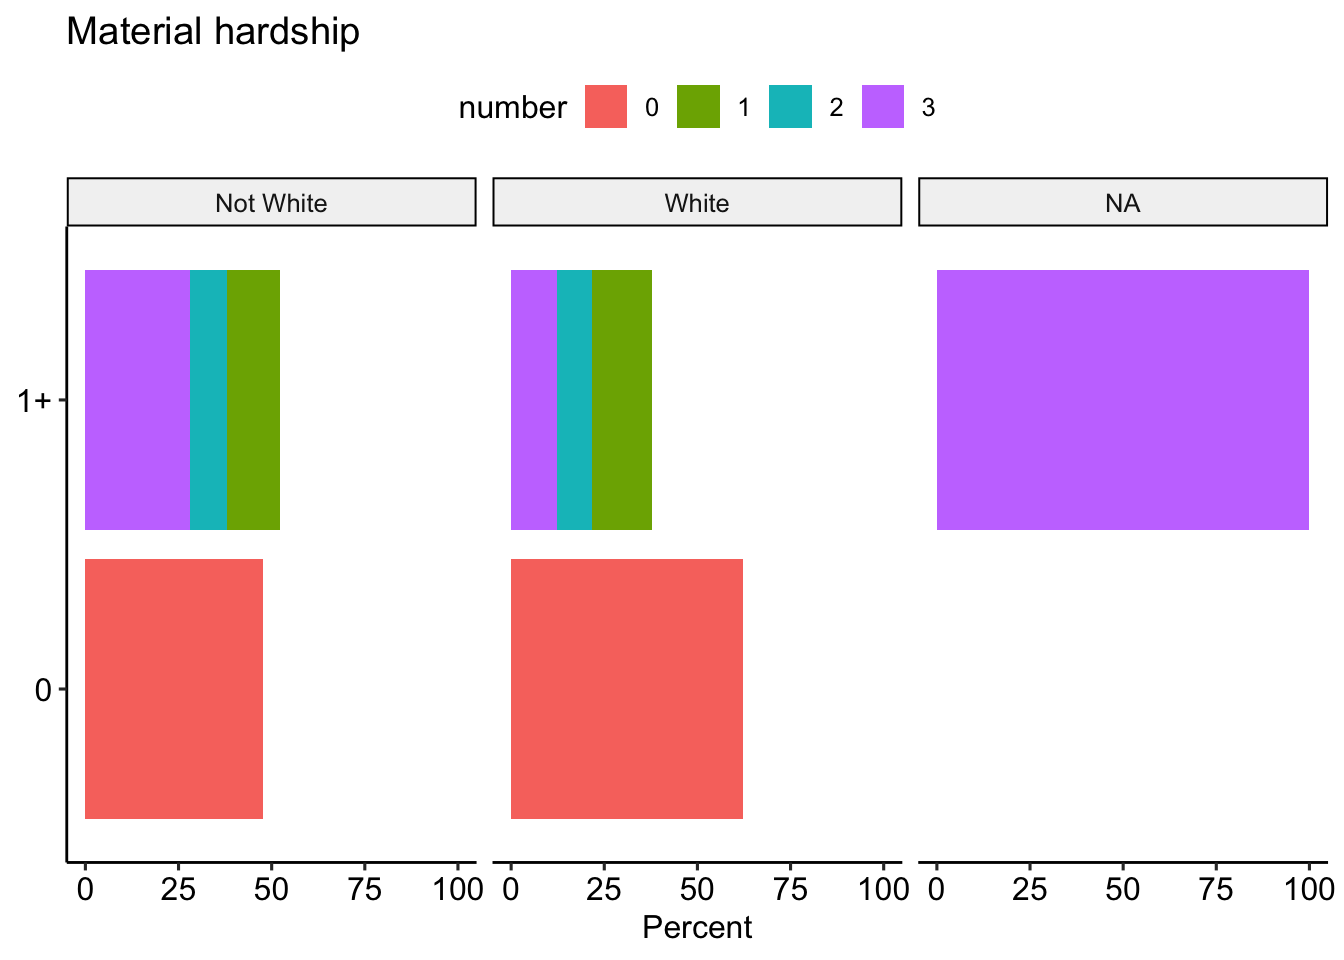 Material hardship
number 0 1 2 3
Not White White NA
1+
0
0 25 50 75 100 0 25 50 75 100 0 25 50 75 100
Percent